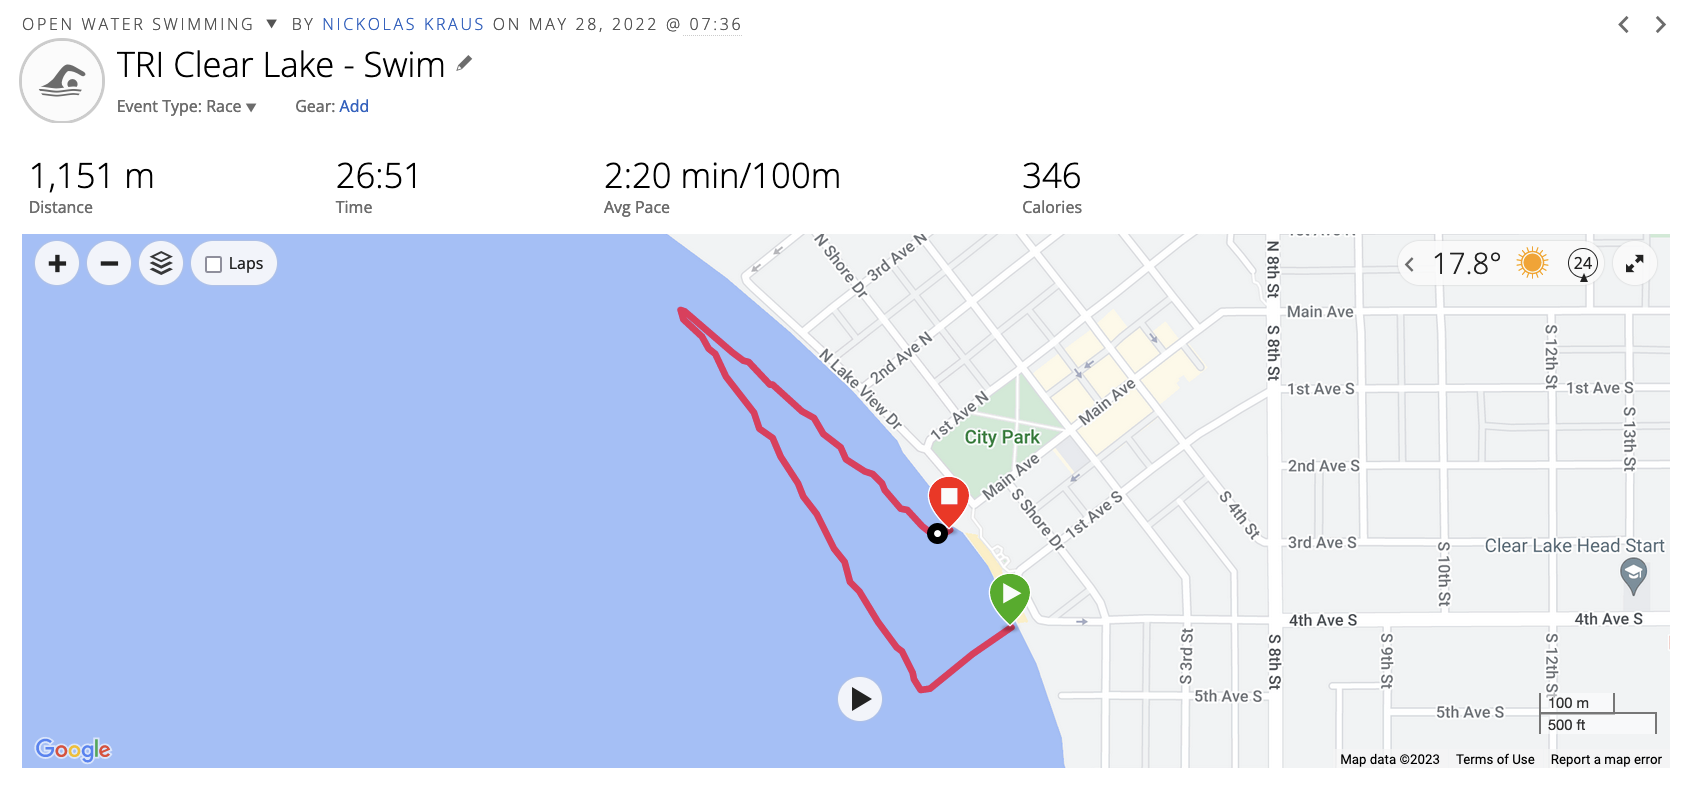 OPEN WATER SWIMMING ▼ BY NICKOLAS KRAUS ON MAY 28, 2022 @ 07:36
TRI Clear Lake - Swim
Event Type: Race ▼ Gear: Add
1,151 m 26:51 2:20 min/100m 346
Distance Time Avg Pace Calories
Laps
17.8° 24
N Shore Dr
3rd Ave N
N 8th St
Main Ave
2nd Ave N
N Lake View Dr
S 8th St
S 12th St
1st Ave S
1st Ave S
1st Ave N
Main Ave
City Park
S 13th St
Main Ave
2nd Ave S
S Shore Dr
1st Ave S
S 4th St
3rd Ave S
S 10th St
Clear Lake Head Start
4th Ave S
4th Ave S
S 3rd St
S 8th St
S 9th St
S 12th St
5th Ave S
5th Ave S
100 m
500 ft
Google
Map data ©2023 Terms of Use Report a map error